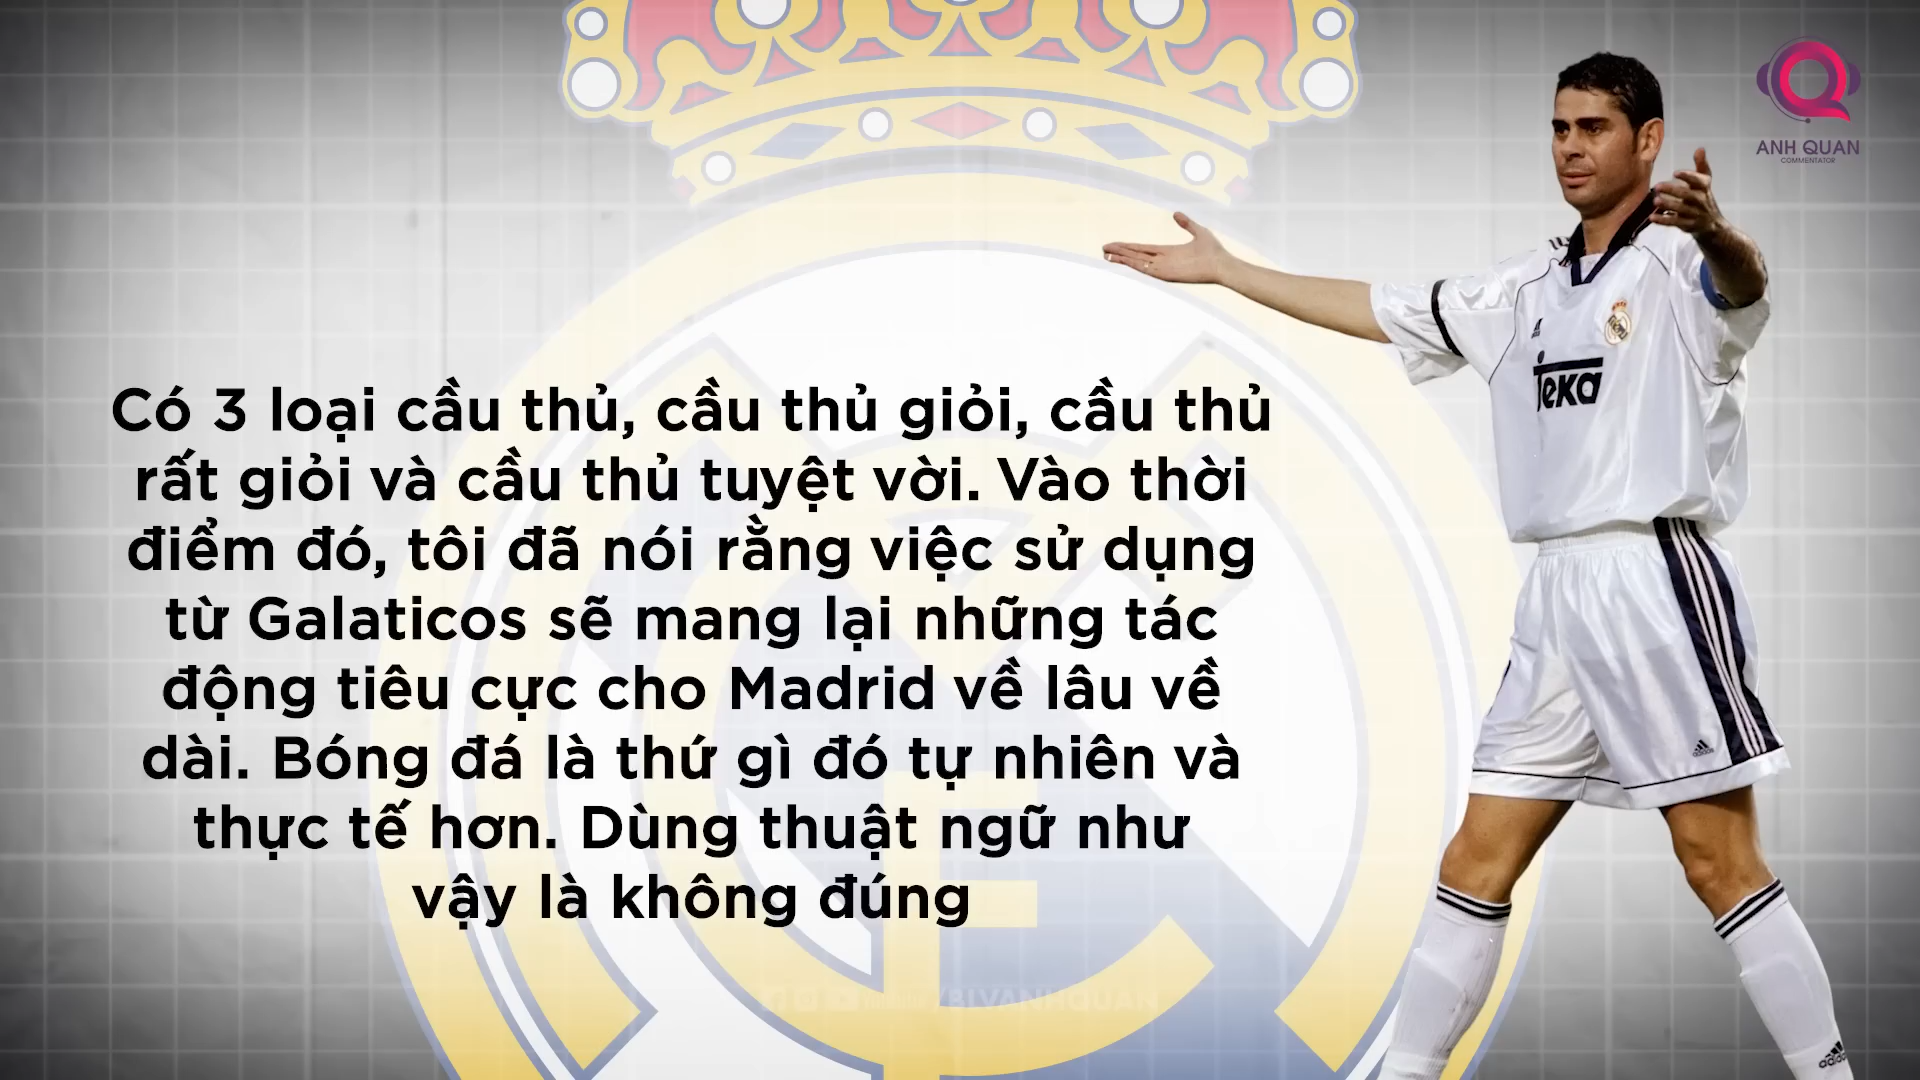 ANH QUAN
COMMENTATOR
Teka
Có 3 loại cầu thủ, cầu thủ giỏi, cầu thủ
rất giỏi và cầu thủ tuyệt vời. Vào thời
điểm đó, tôi đã nói rằng việc sử dụng
từ Galaticos sẽ mang lại những tác
động tiêu cực cho Madrid về lâu về
dài. Bóng đá là thứ gì đó tự nhiên và
thực tế hơn. Dùng thuật ngữ như
vậy là không đúng
adidas
/BLVANHQUAN
adidas